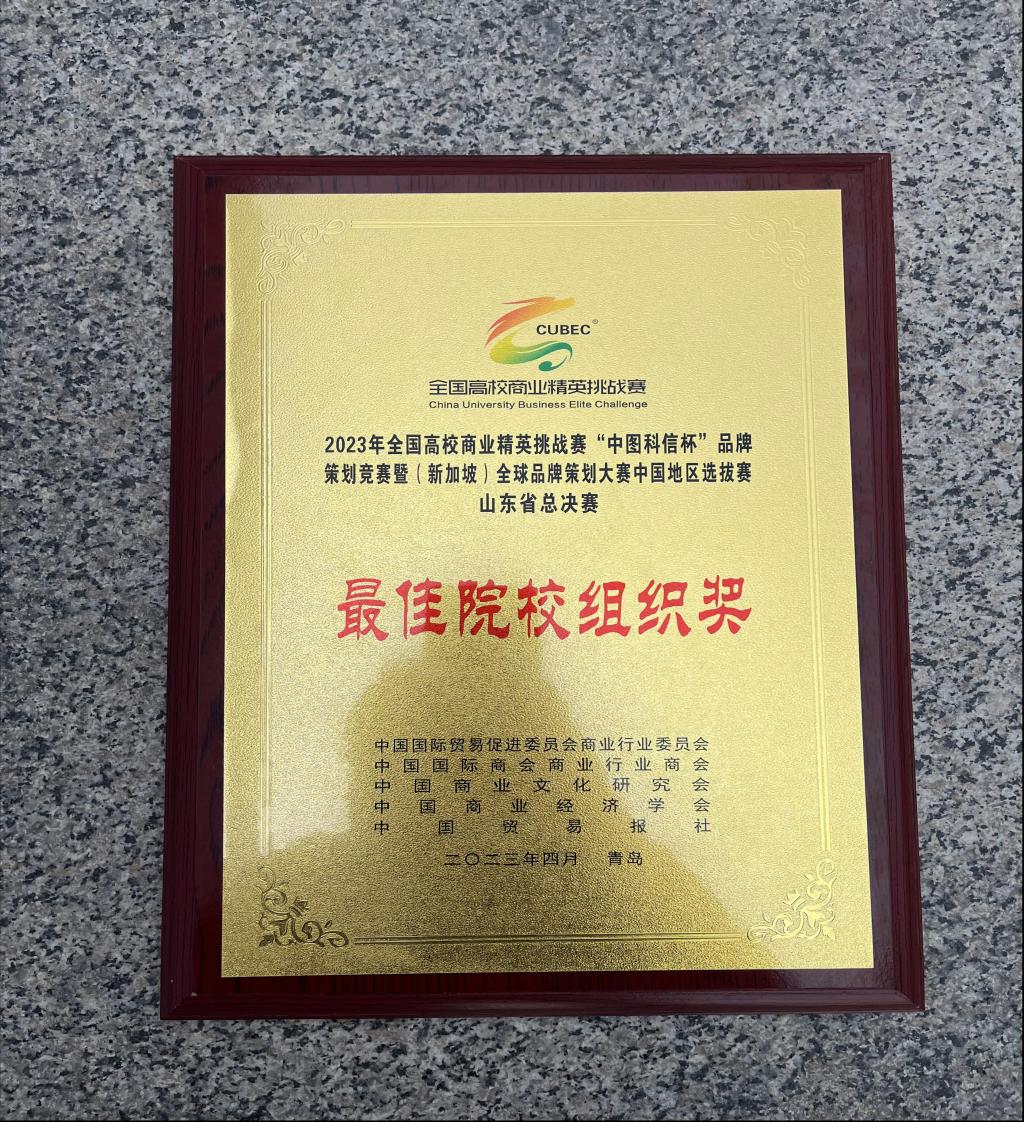 CUBEC®
全国高校商业精英挑战赛
China University Business Elite Challenge
2023年全国高校商业精英挑战赛“中图科信杯”品牌
策划竞赛暨（新加坡）全球品牌策划大赛中国地区选拔赛
山东省总决赛
最佳院校组织奖
中国国际贸易促进委员会商业行业委员会
中国国际商会商业行业商会
中国商业文化研究会
中国商业经济学会
中国贸易报社
二〇二三年四月 青岛